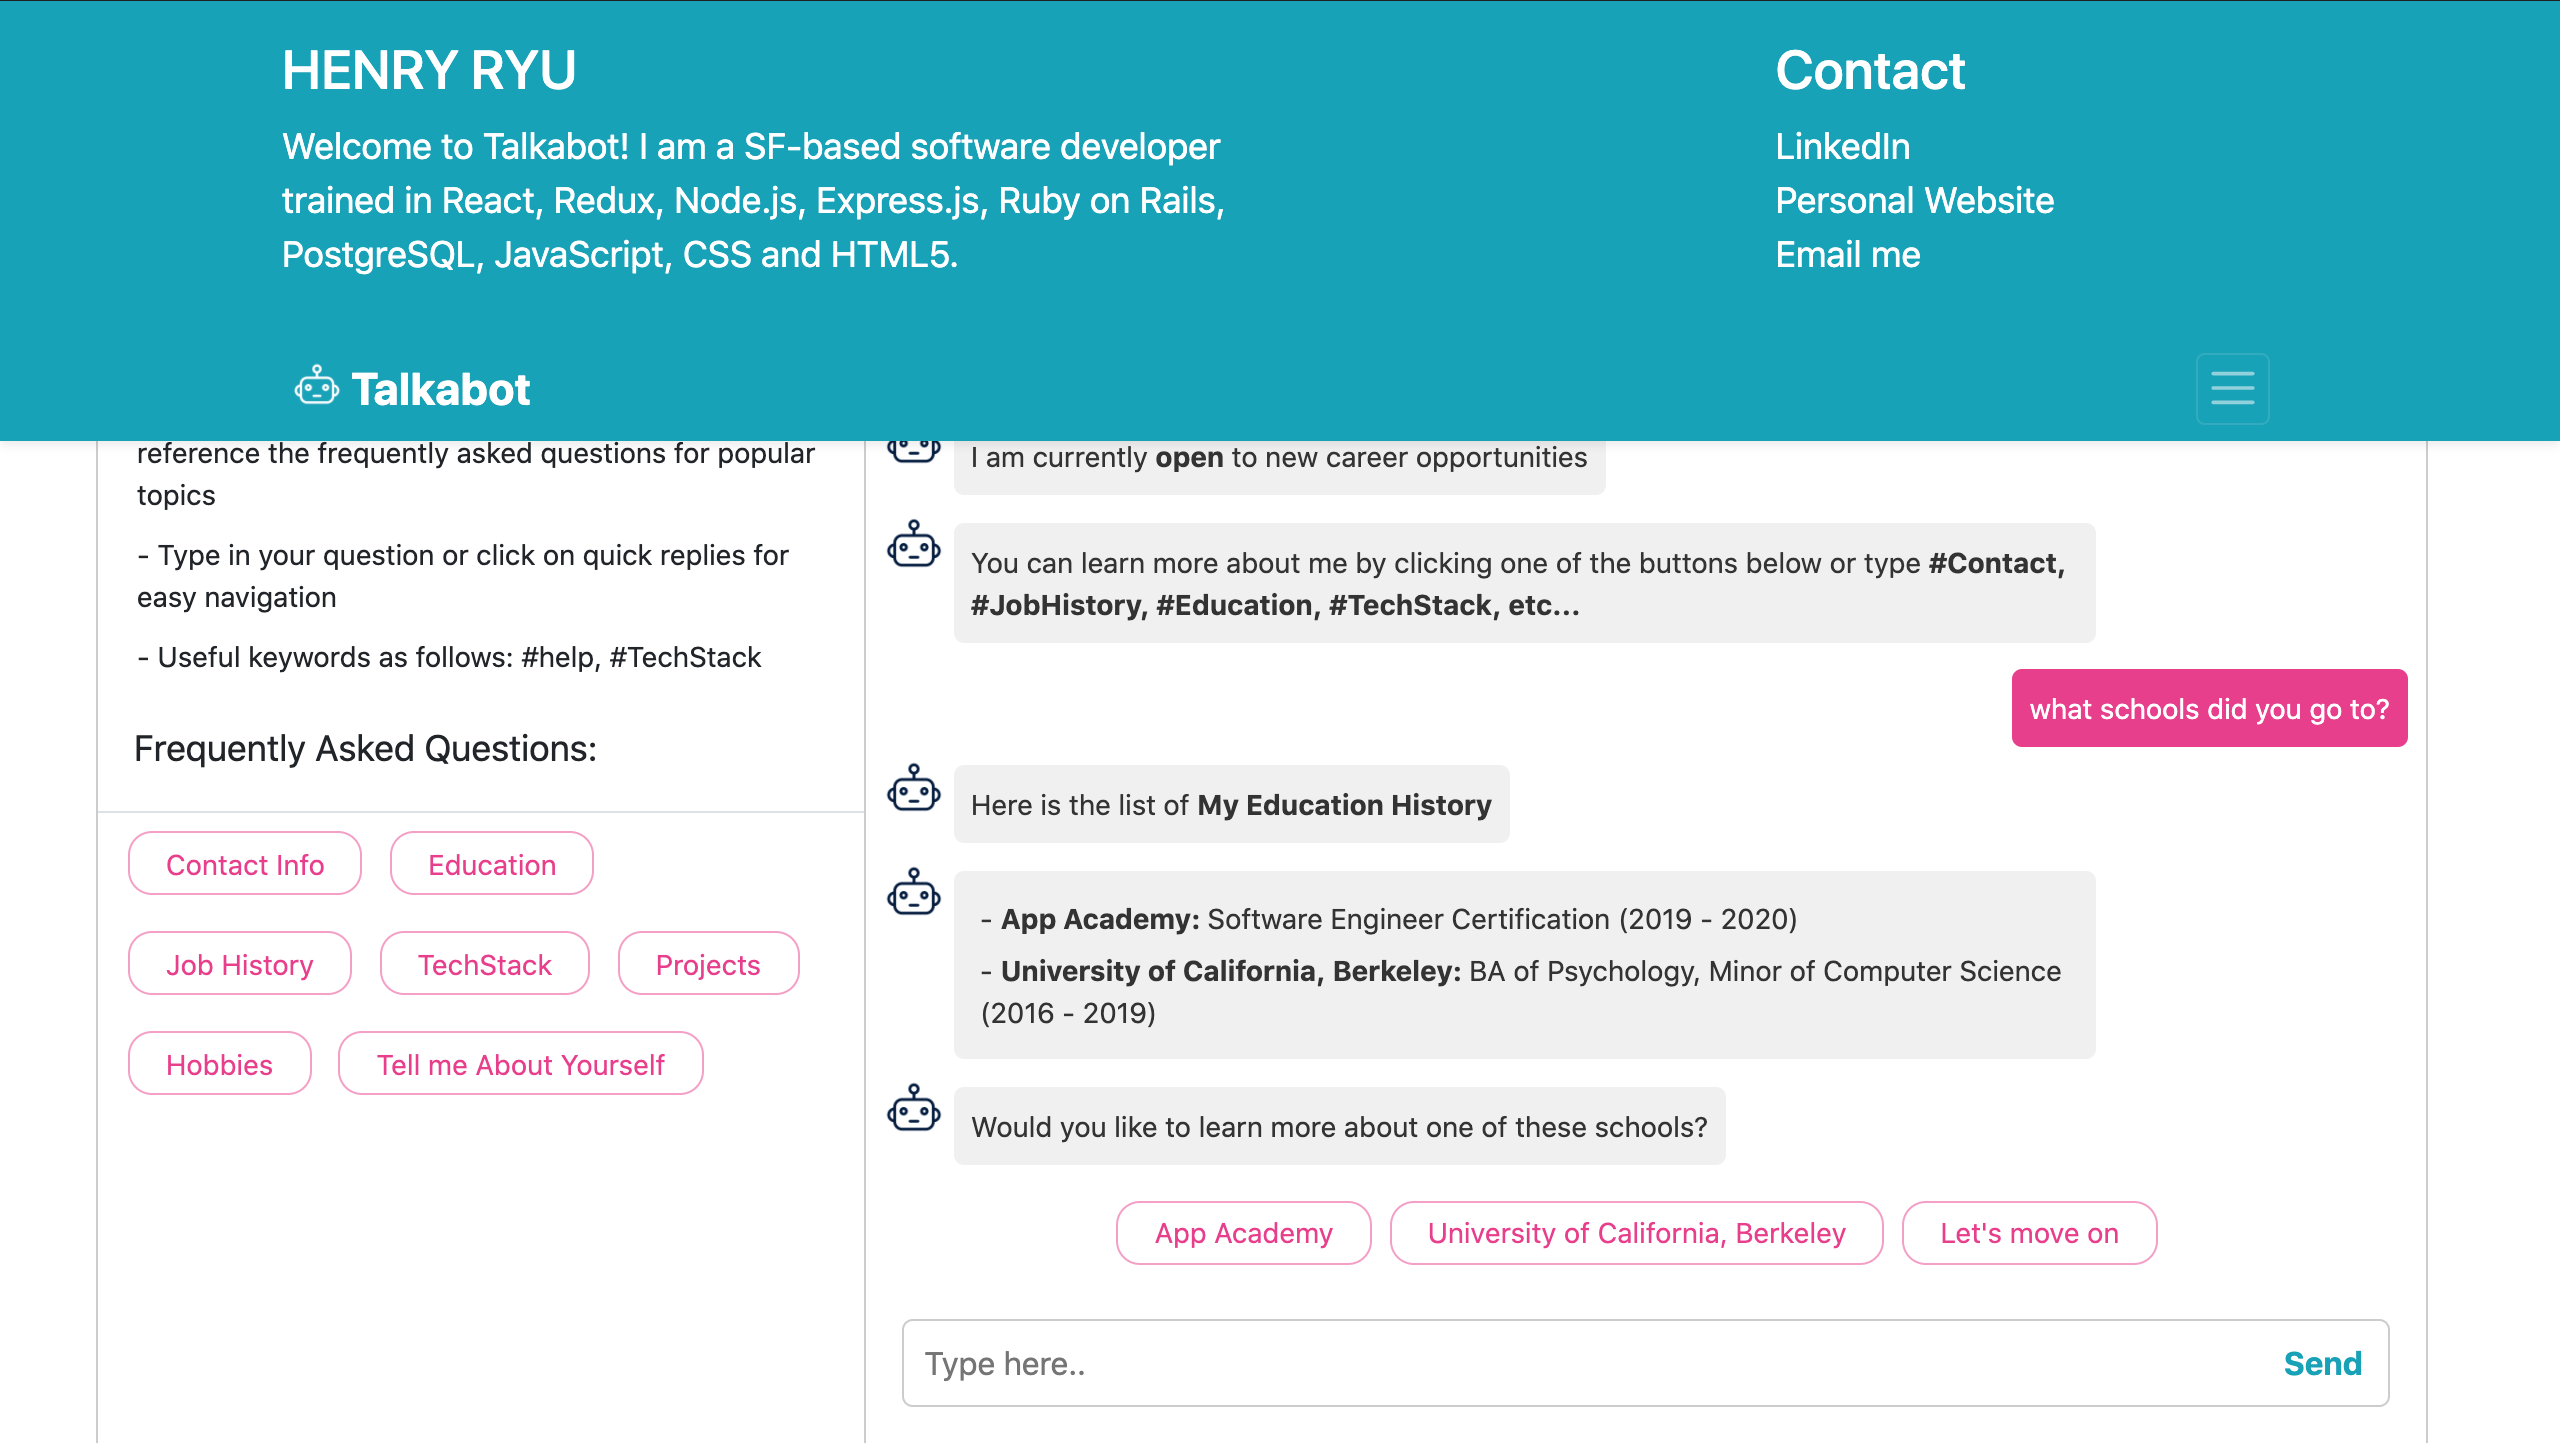 HENRY RYU
Welcome to Talkabot! I am a SF-based software developer
trained in React, Redux, Node.js, Express.js, Ruby on Rails,
PostgreSQL, JavaScript, CSS and HTML5.
Contact
LinkedIn
Personal Website
Email me
Talkabot
reference the frequently asked questions for popular
topics
- Type in your question or click on quick replies for
easy navigation
- Useful keywords as follows: #help, #TechStack
Frequently Asked Questions:
Contact Info
Education
Job History
TechStack
Projects
Hobbies
Tell me About Yourself
I am currently open to new career opportunities
You can learn more about me by clicking one of the buttons below or type #Contact,
#JobHistory, #Education, #TechStack, etc...
what schools did you go to?
Here is the list of My Education History
- App Academy: Software Engineer Certification (2019 - 2020)
- University of California, Berkeley: BA of Psychology, Minor of Computer Science
(2016 - 2019)
Would you like to learn more about one of these schools?
App Academy
University of California, Berkeley
Let's move on
Type here..
Send